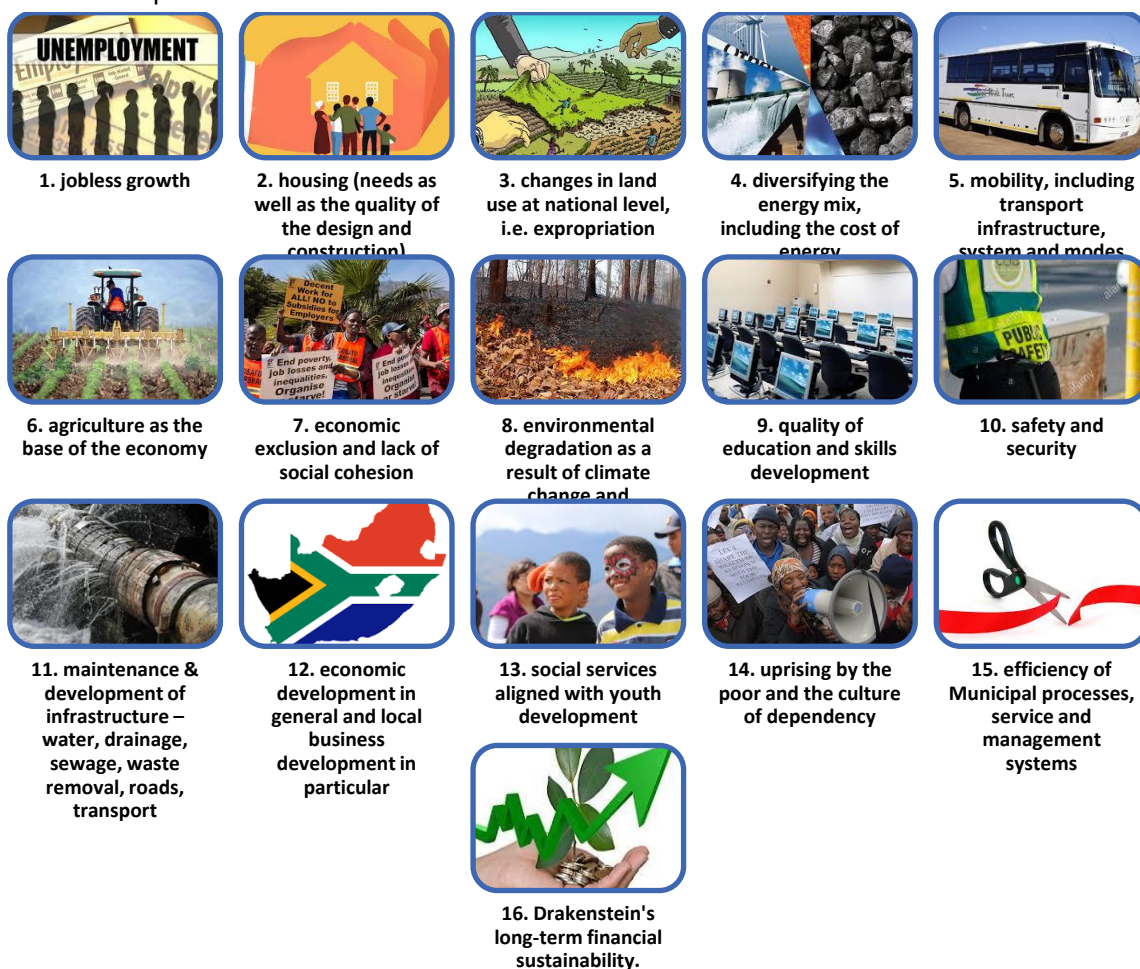 UNEMPLOYMENT
1. jobless growth
2. housing (needs as
well as the quality of
the design and
construction)
3. changes in land
use at national level,
i.e. expropriation
4. diversifying the
energy mix,
including the cost of
energy
5. mobility, including
transport
infrastructure,
system and modes
Decent
Work for
ALL! NO to
Subsidies for
Employers
End poverty,
job losses and
inequalities.
Organise
PUBLIC
SAFETY
6. agriculture as the
base of the economy
7. economic
exclusion and lack of
social cohesion
8. environmental
degradation as a
result of climate
change and
9. quality of
education and skills
development
10. safety and
security
11. maintenance &
development of
infrastructure –
water, drainage,
sewage, waste
removal, roads,
transport
12. economic
development in
general and local
business
development in
particular
13. social services
aligned with youth
development
14. uprising by the
poor and the culture
of dependency
15. efficiency of
Municipal processes,
service and
management
systems
16. Drakenstein's
long-term financial
sustainability.